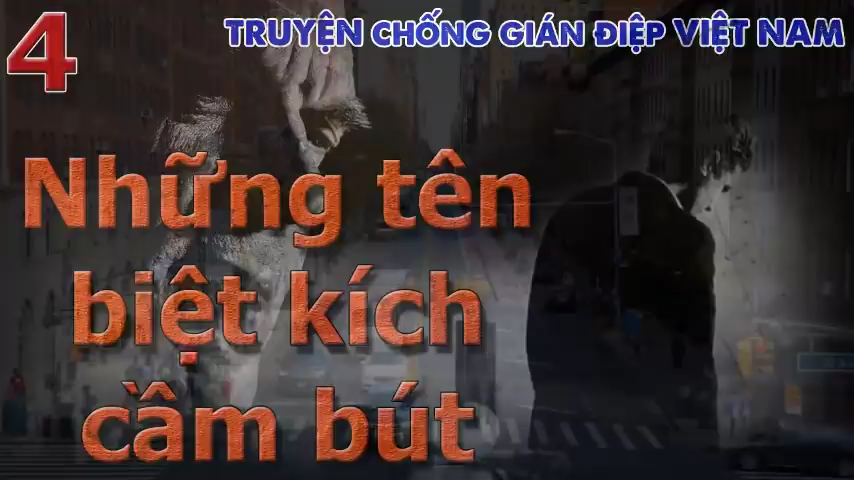 4
TRUYỆN CHỐNG GIÁN ĐIỆP VIỆT NAM
Những tên
biệt kích
cầm bút